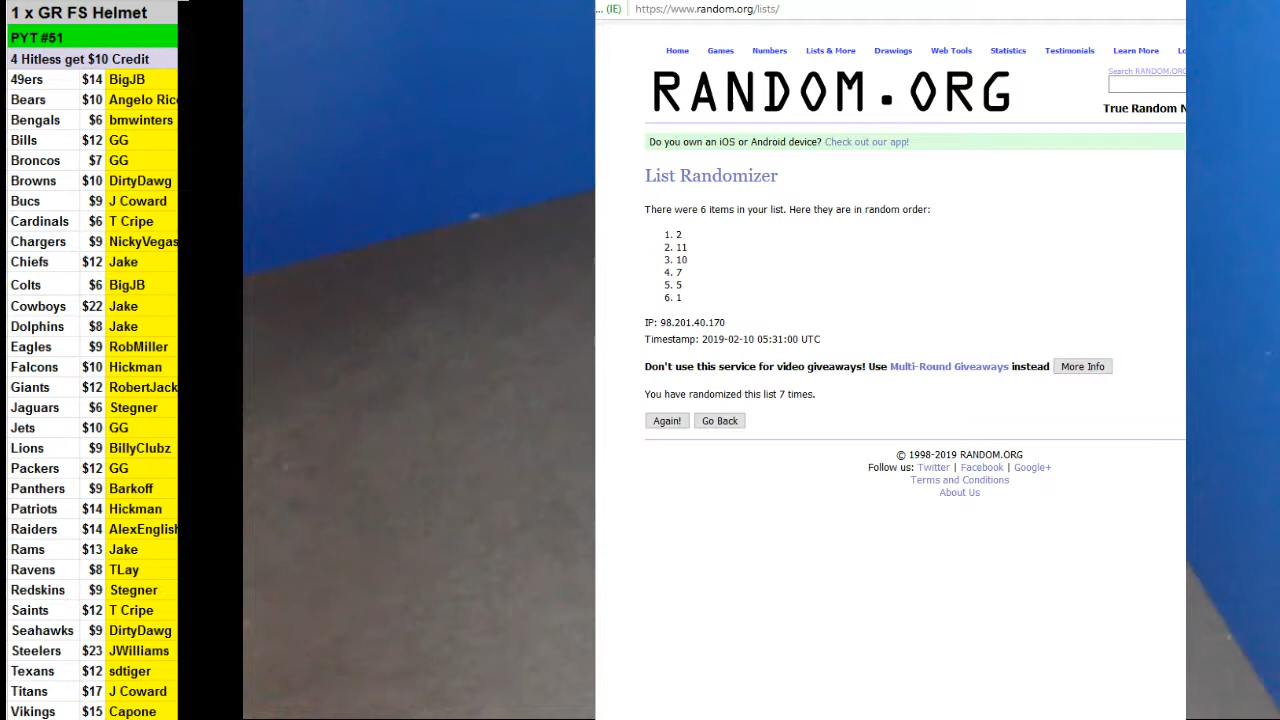 1 x GR FS Helmet
PYT #51
4 Hitless get $10 Credit
49ers $14 BigJB
Bears $10 Angelo Rico
Bengals $6 bmwinters
Bills $12 GG
Broncos $7 GG
Browns $10 DirtyDawg
Bucs $9 J Coward
Cardinals $6 T Cripe
Chargers $9 NickyVegas
Chiefs $12 Jake
Colts $6 BigJB
Cowboys $22 Jake
Dolphins $8 Jake
Eagles $9 RobMiller
Falcons $10 Hickman
Giants $12 RobertJack
Jaguars $6 Stegner
Jets $10 GG
Lions $9 BillyClubz
Packers $12 GG
Panthers $9 Barkoff
Patriots $14 Hickman
Raiders $14 AlexEnglish
Rams $13 Jake
Ravens $8 TLay
Redskins $9 Stegner
Saints $12 T Cripe
Seahawks $9 DirtyDawg
Steelers $23 JWilliams
Texans $12 sdtiger
Titans $17 J Coward
Vikings $15 Capone
... (IE) https://www.random.org/lists/
Home Games Numbers Lists & More Drawings Web Tools Statistics Testimonials Learn More Lo
RANDOM.ORG
Search RANDOM.ORG
True Random N
Do you own an iOS or Android device? Check out our app!
List Randomizer
There were 6 items in your list. Here they are in random order:
1. 2
2. 11
3. 10
4. 7
5. 5
6. 1
IP: 98.201.40.170
Timestamp: 2019-02-10 05:31:00 UTC
Don't use this service for video giveaways! Use Multi-Round Giveaways instead More Info
You have randomized this list 7 times.
Again! Go Back
© 1998-2019 RANDOM.ORG
Follow us: Twitter | Facebook | Google+
Terms and Conditions
About Us